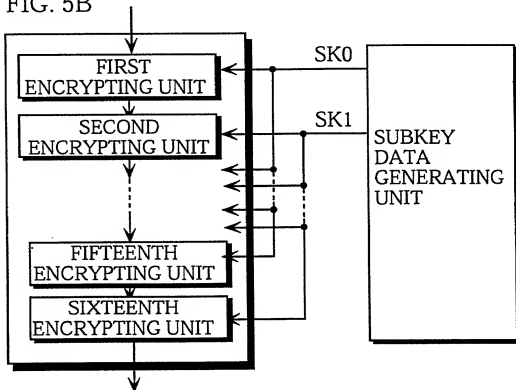 FIG. 5B
FIRST
ENCRYPTING UNIT
SECOND
ENCRYPTING UNIT
FIFTEENTH
ENCRYPTING UNIT
SIXTEENTH
ENCRYPTING UNIT
SK0
SK1
SUBKEY
DATA
GENERATING
UNIT